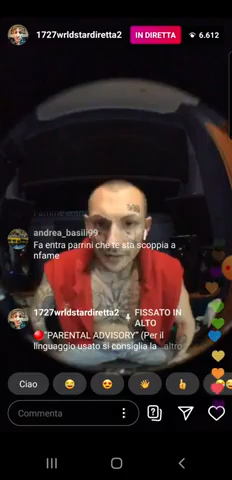 1727wrldstardiretta2 IN DIRETTA 6.612
andrea_basili99
Fa entra parrini che te sta scoppia a
nfame
1727wrldstardiretta2 FISSATO IN
ALTO
"PARENTAL ADVISORY" (Per il
linguaggio usato si consiglia la ...altro
Ciao
Commenta